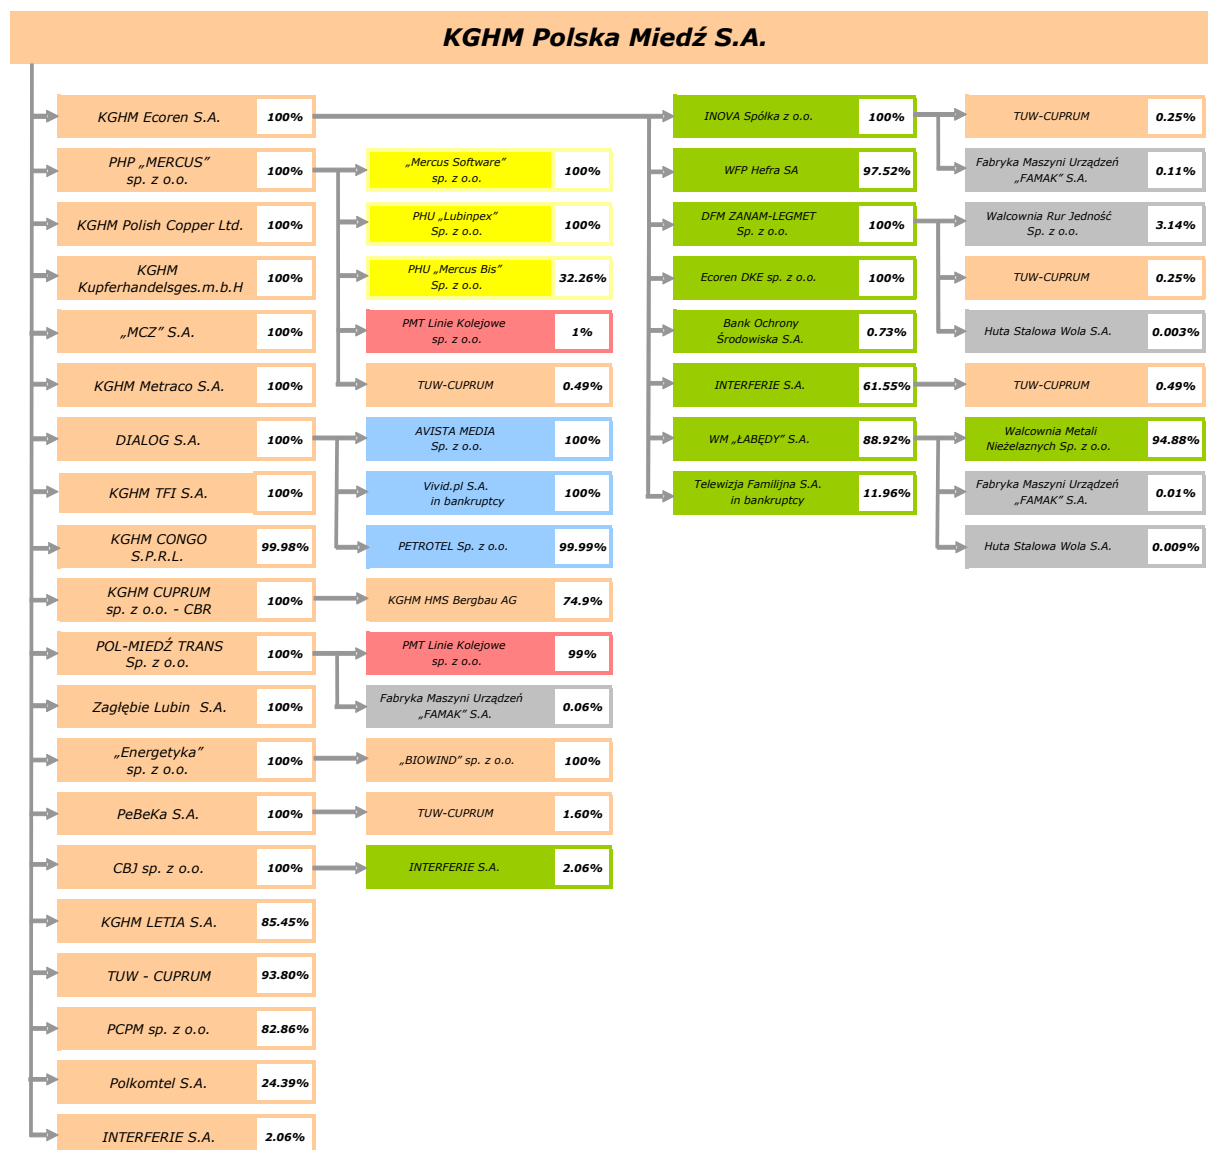 KGHM Polska Miedź S.A.
KGHM Ecoren S.A.
100%
PHP „MERCUS”
sp. z o.o.
100%
KGHM Polish Copper Ltd.
100%
KGHM
Kupferhandelsges.m.b.H
100%
„MCZ” S.A.
100%
KGHM Metraco S.A.
100%
DIALOG S.A.
100%
KGHM TFI S.A.
100%
KGHM CONGO
S.P.R.L.
99.98%
KGHM CUPRUM
sp. z o.o. - CBR
100%
POL-MIEDŹ TRANS
Sp. z o.o.
100%
Zagłębie Lubin S.A.
100%
„Energetyka”
sp. z o.o.
100%
PeBeKa S.A.
100%
CBJ sp. z o.o.
100%
KGHM LETIA S.A.
85.45%
TUW - CUPRUM
93.80%
PCPM sp. z o.o.
82.86%
Polkomtel S.A.
24.39%
INTERFERIE S.A.
2.06%
„Mercus Software”
sp. z o.o.
100%
PHU „Lubinpex”
Sp. z o.o.
100%
PHU „Mercus Bis”
Sp. z o.o.
32.26%
PMT Linie Kolejowe
sp. z o.o.
1%
TUW-CUPRUM
0.49%
AVISTA MEDIA
Sp. z o.o.
100%
Vivid.pl S.A.
in bankruptcy
100%
PETROTEL Sp. z o.o.
99.99%
KGHM HMS Bergbau AG
74.9%
PMT Linie Kolejowe
sp. z o.o.
99%
Fabryka Maszyni Urządzeń
„FAMAK” S.A.
0.06%
„BIOWIND” sp. z o.o.
100%
TUW-CUPRUM
1.60%
INTERFERIE S.A.
2.06%
INOVA Spółka z o.o.
100%
WFP Hefra SA
97.52%
DFM ZANAM-LEGMET
Sp. z o.o.
100%
Ecoren DKE sp. z o.o.
100%
Bank Ochrony
Środowiska S.A.
0.73%
INTERFERIE S.A.
61.55%
WM „ŁABĘDY” S.A.
88.92%
Telewizja Familijna S.A.
in bankruptcy
11.96%
TUW-CUPRUM
0.25%
Fabryka Maszyni Urządzeń
„FAMAK” S.A.
0.11%
Walcownia Rur Jedność
Sp. z o.o.
3.14%
TUW-CUPRUM
0.25%
Huta Stalowa Wola S.A.
0.003%
TUW-CUPRUM
0.49%
Walcownia Metali
Nieżelaznych Sp. z o.o.
94.88%
Fabryka Maszyni Urządzeń
„FAMAK” S.A.
0.01%
Huta Stalowa Wola S.A.
0.009%